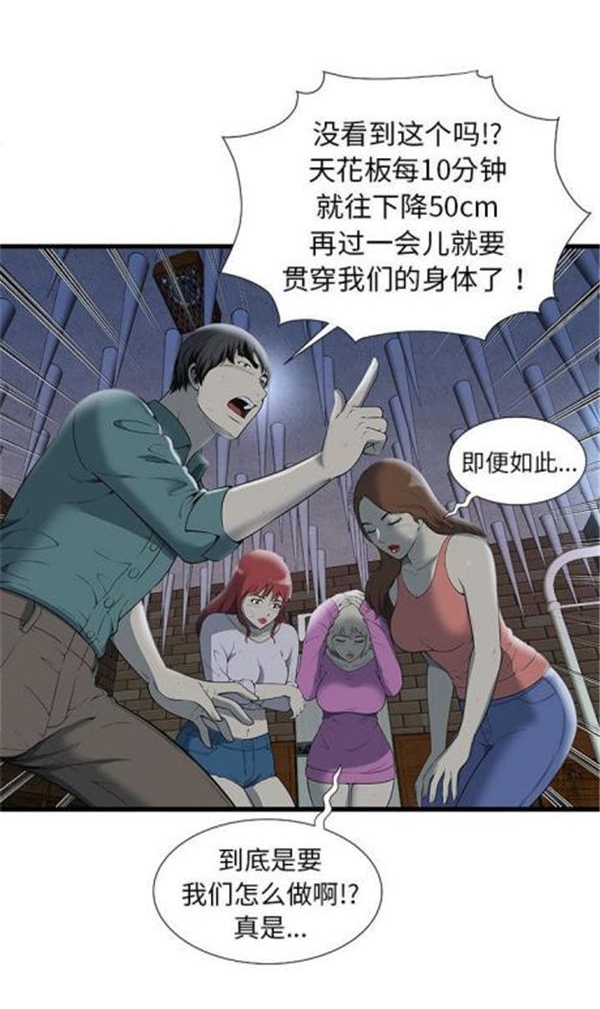 没看到这个吗!?
天花板每10分钟
就往下降50cm
再过一会儿就要
贯穿我们的身体了！
即便如此...
到底是要
我们怎么做啊!?
真是...